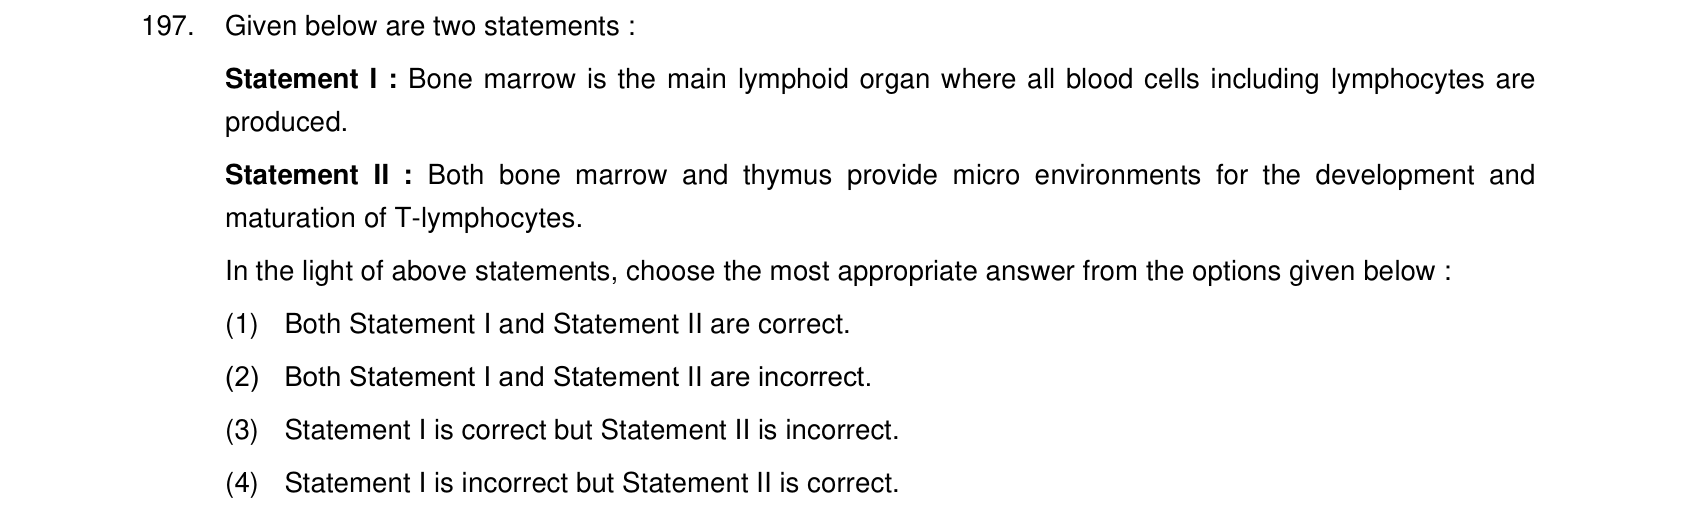 197. Given below are two statements :
Statement I : Bone marrow is the main lymphoid organ where all blood cells including lymphocytes are
produced.
Statement II : Both bone marrow and thymus provide micro environments for the development and
maturation of T-lymphocytes.
In the light of above statements, choose the most appropriate answer from the options given below :
(1) Both Statement I and Statement II are correct.
(2) Both Statement I and Statement II are incorrect.
(3) Statement I is correct but Statement II is incorrect.
(4) Statement I is incorrect but Statement II is correct.